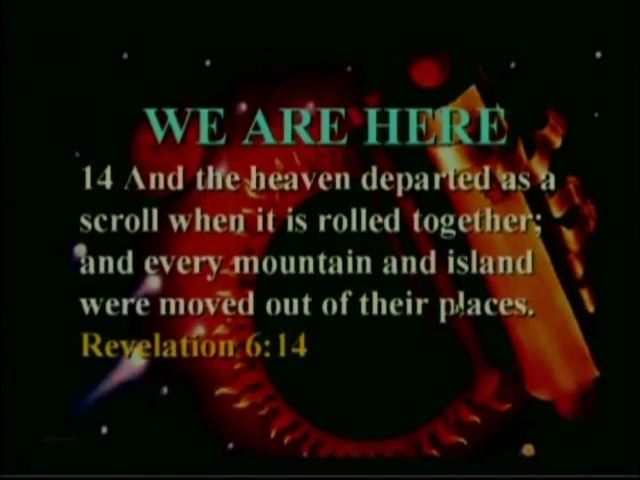 WE ARE HERE
14 And the heaven departed as a
scroll when it is rolled together;
and every mountain and island
were moved out of their places.
Revelation 6:14